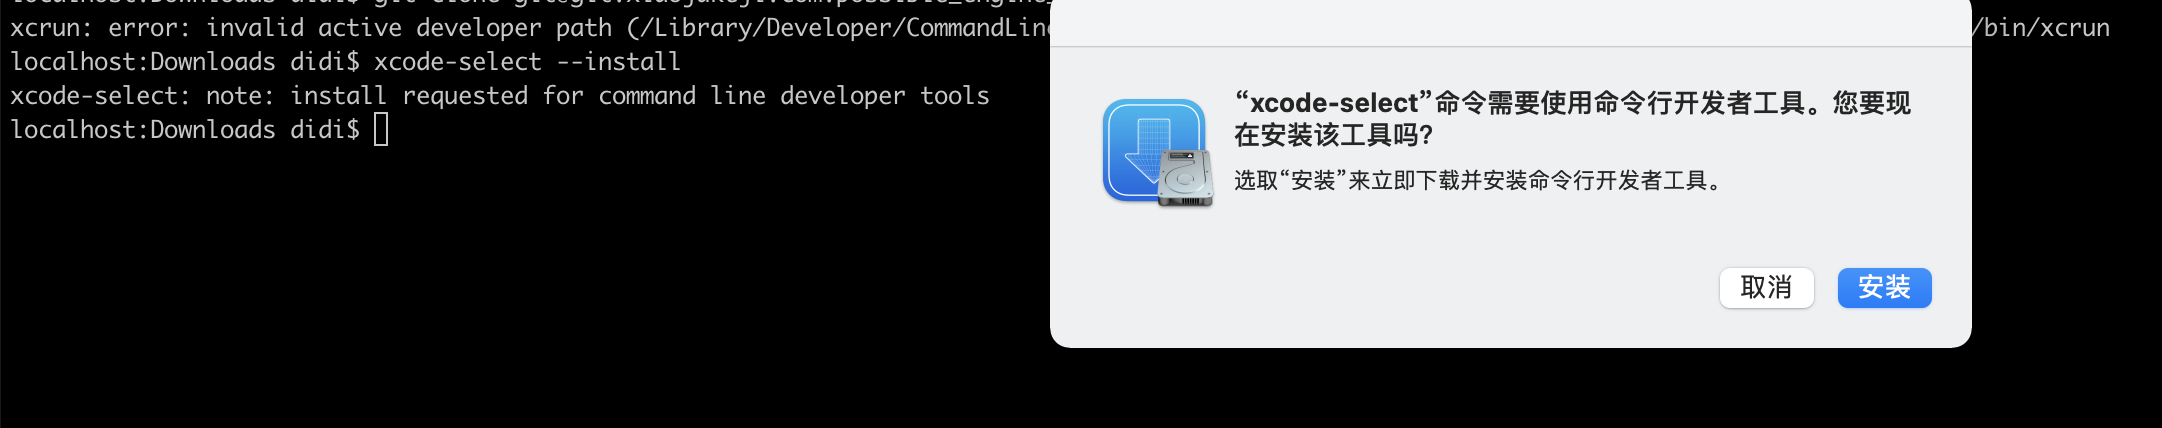 xcrun: error: invalid active developer path (/Library/Developer/CommandLin /bin/xcrun
localhost:Downloads didi$ xcode-select --install
xcode-select: note: install requested for command line developer tools
localhost:Downloads didi$
“xcode-select”命令需要使用命令行开发者工具。您要现
在安装该工具吗?
选取“安装”来立即下载并安装命令行开发者工具。
取消 安装